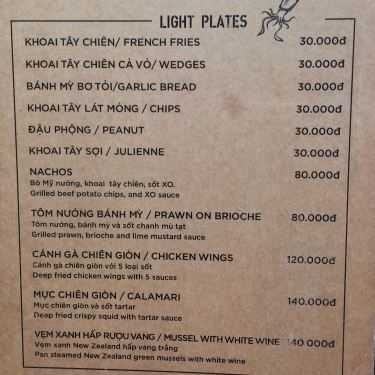 LIGHT PLATES
KHOAI TÂY CHIÊN/ FRENCH FRIES 30.000đ
KHOAI TÂY CHIÊN CẢ VỎ/ WEDGES 30.000đ
BÁNH MỲ BƠ TỎI/GARLIC BREAD 30.000đ
KHOAI TÂY LÁT MỎNG / CHIPS 30.000đ
ĐẬU PHỘNG / PEANUT 30.000đ
KHOAI TÂY SỢI / JULIENNE 30.000đ
NACHOS 80.000đ
Bò Mỹ nướng, khoai tây chiên, sốt XO.
Grilled beef potato chips, and XO sauce
TÔM NƯỚNG BÁNH MỲ / PRAWN ON BRIOCHE 80.000đ
Tôm nướng, bánh mỳ và sốt chanh mù tạt
Grilled prawn, brioche and lime mustard sauce
CÁNH GÀ CHIÊN GIÒN / CHICKEN WINGS 120.000đ
Cánh gà chiên giòn với 5 loại sốt
Deep fried chicken wings with 5 sauces
MỰC CHIÊN GIÒN / CALAMARI 140.000đ
Mực chiên giòn và sốt tartar
Deep fried crispy squid with tartar sauce
VẸM XANH HẤP RƯỢU VANG / MUSSEL WITH WHITE WINE 140.000đ
Vẹm xanh New Zealand hấp vang trắng
Pan steamed New Zealand green mussels with white wine